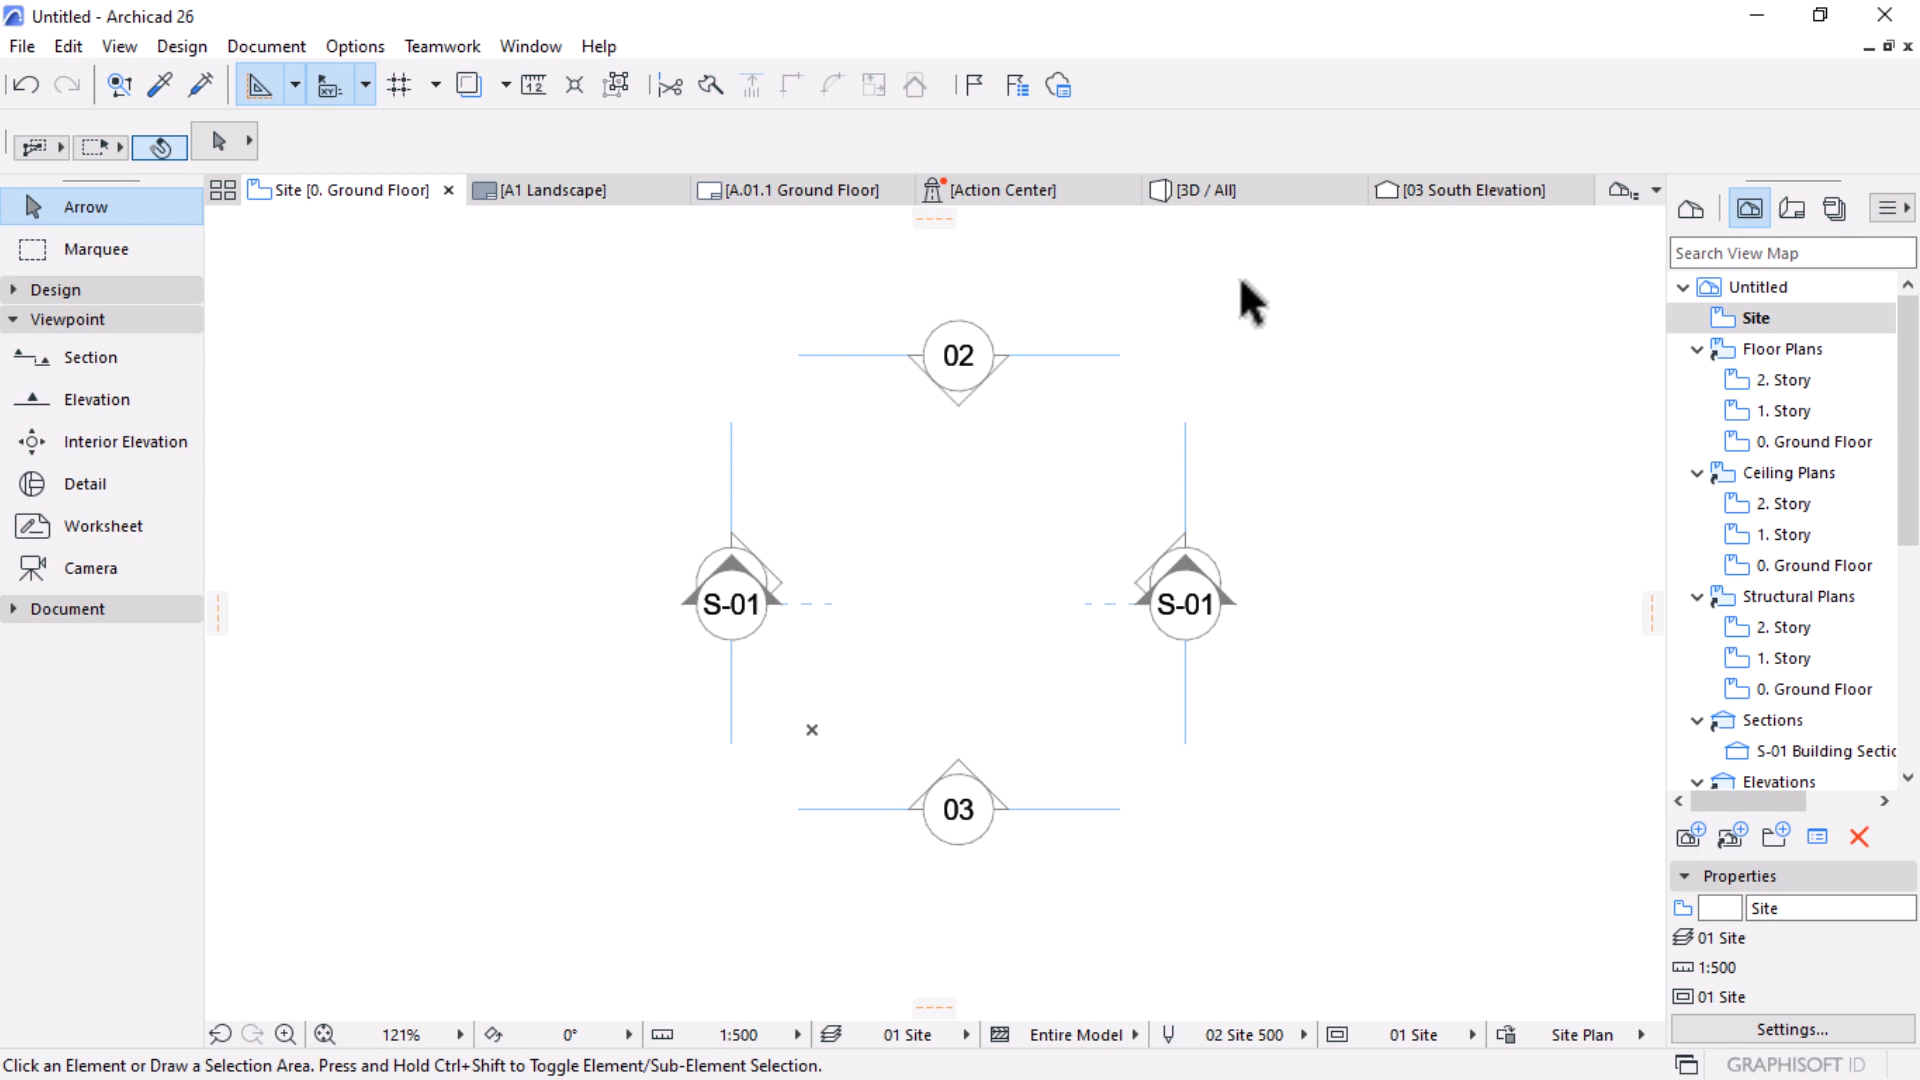 Untitled - Archicad 26
File Edit View Design Document Options Teamwork Window Help
Site [0. Ground Floor]
[A1 Landscape]
[A.01.1 Ground Floor]
[Action Center]
[3D / All]
[03 South Elevation]
Arrow
Marquee
Design
Viewpoint
Section
Elevation
Interior Elevation
Detail
Worksheet
Camera
Document
02
S-01
S-01
03
Search View Map
Untitled
Site
Floor Plans
2. Story
1. Story
0. Ground Floor
Ceiling Plans
2. Story
1. Story
0. Ground Floor
Structural Plans
2. Story
1. Story
0. Ground Floor
Sections
S-01 Building Sectic
Elevations
Properties
Site
01 Site
1:500
01 Site
Settings...
121% 0° 1:500 01 Site Entire Model 02 Site 500 01 Site Site Plan
Click an Element or Draw a Selection Area. Press and Hold Ctrl+Shift to Toggle Element/Sub-Element Selection.
GRAPHISOFT ID